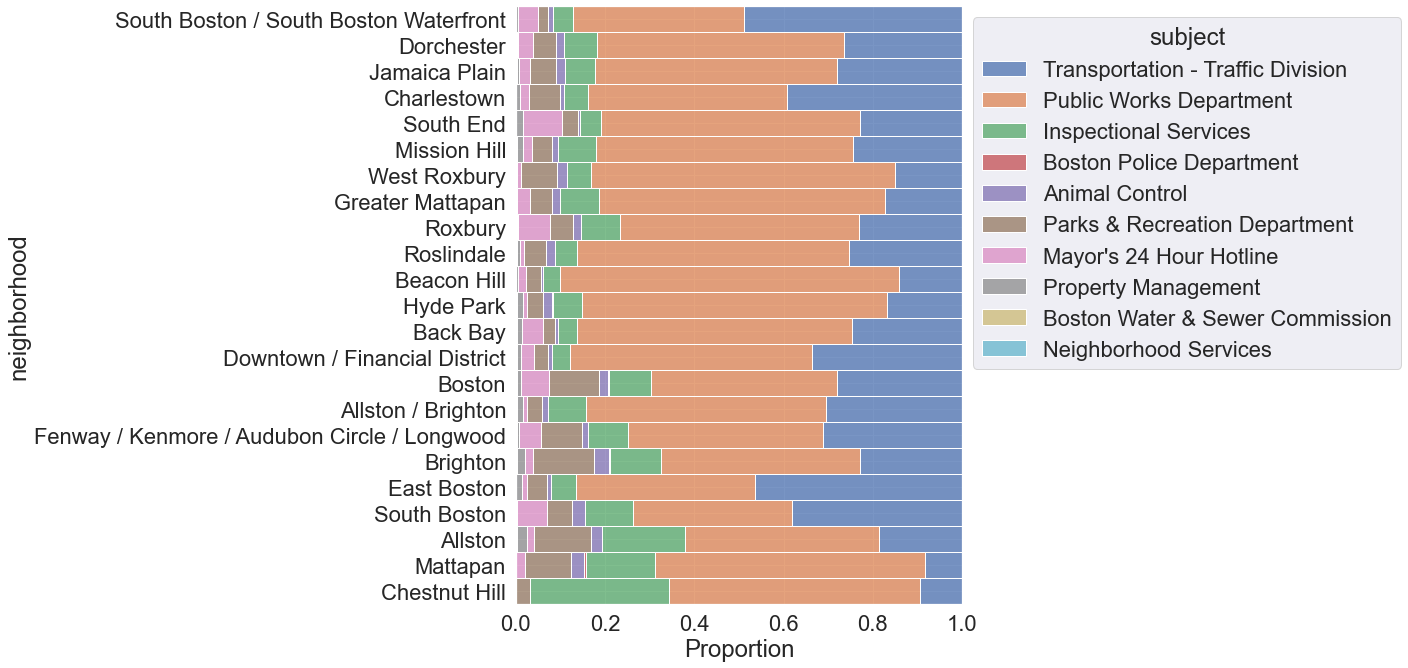 South Boston / South Boston Waterfront
Dorchester
Jamaica Plain
Charlestown
South End
Mission Hill
West Roxbury
Greater Mattapan
Roxbury
Roslindale
Beacon Hill
Hyde Park
Back Bay
Downtown / Financial District
Boston
Allston / Brighton
Fenway / Kenmore / Audubon Circle / Longwood
Brighton
East Boston
South Boston
Allston
Mattapan
Chestnut Hill
neighborhood
0.0 0.2 0.4 0.6 0.8 1.0
Proportion
subject
Transportation - Traffic Division
Public Works Department
Inspectional Services
Boston Police Department
Animal Control
Parks & Recreation Department
Mayor's 24 Hour Hotline
Property Management
Boston Water & Sewer Commission
Neighborhood Services